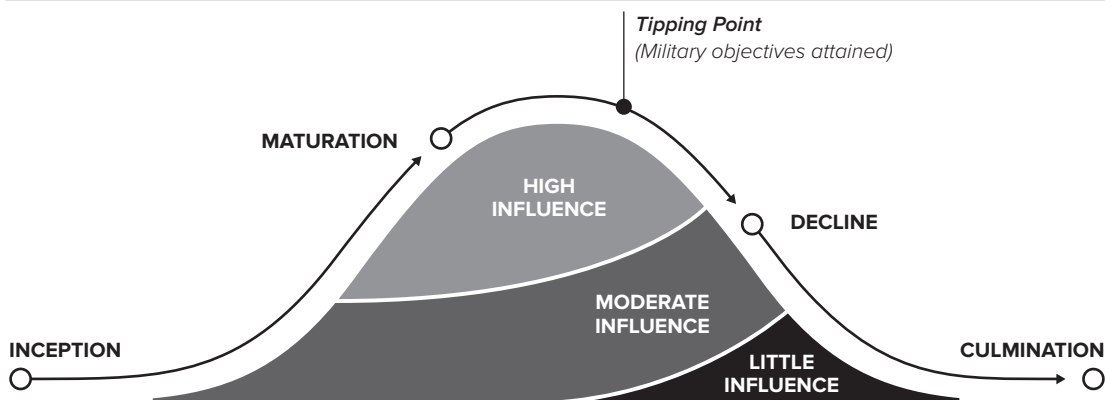 Tipping Point
(Military objectives attained)
MATURATION
HIGH
INFLUENCE
DECLINE
MODERATE
INFLUENCE
INCEPTION
CULMINATION
LITTLE
INFLUENCE